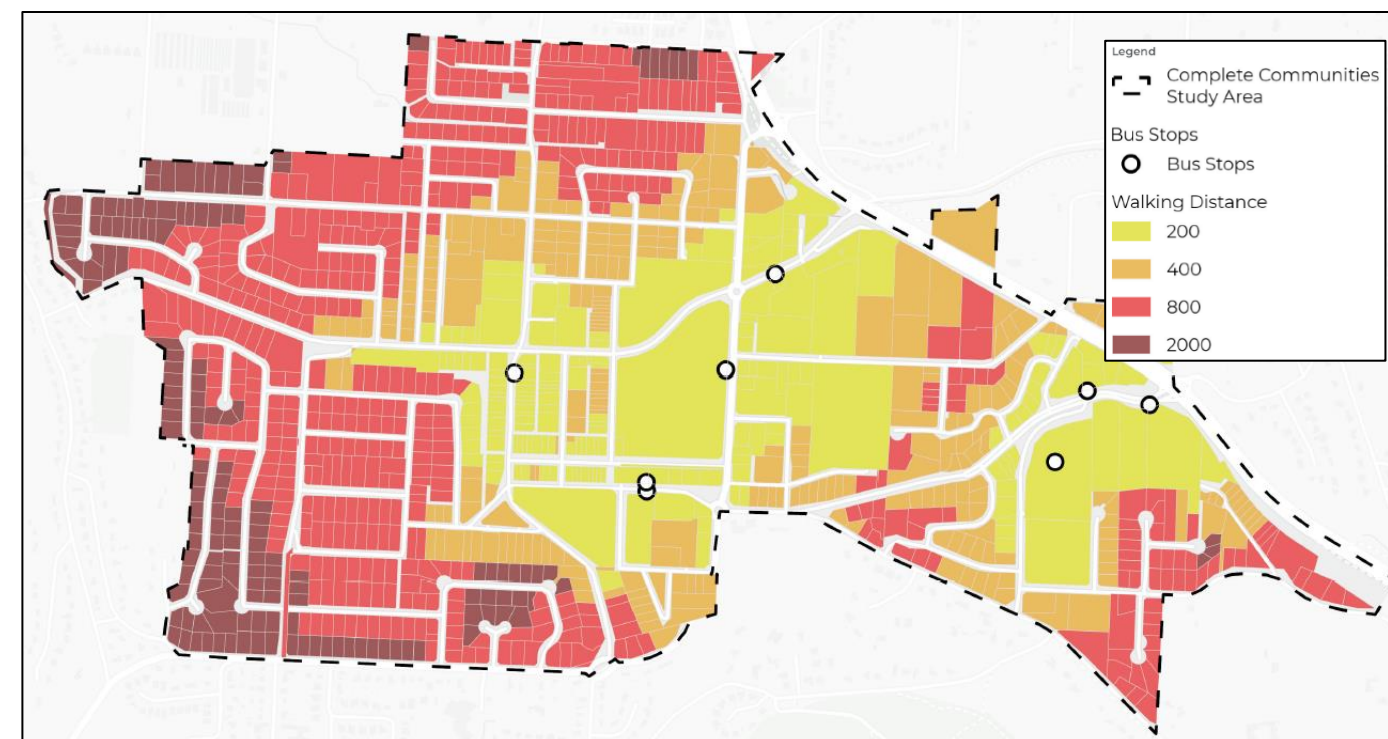 Legend
Complete Communities
Study Area
Bus Stops
Bus Stops
Walking Distance
200
400
800
2000